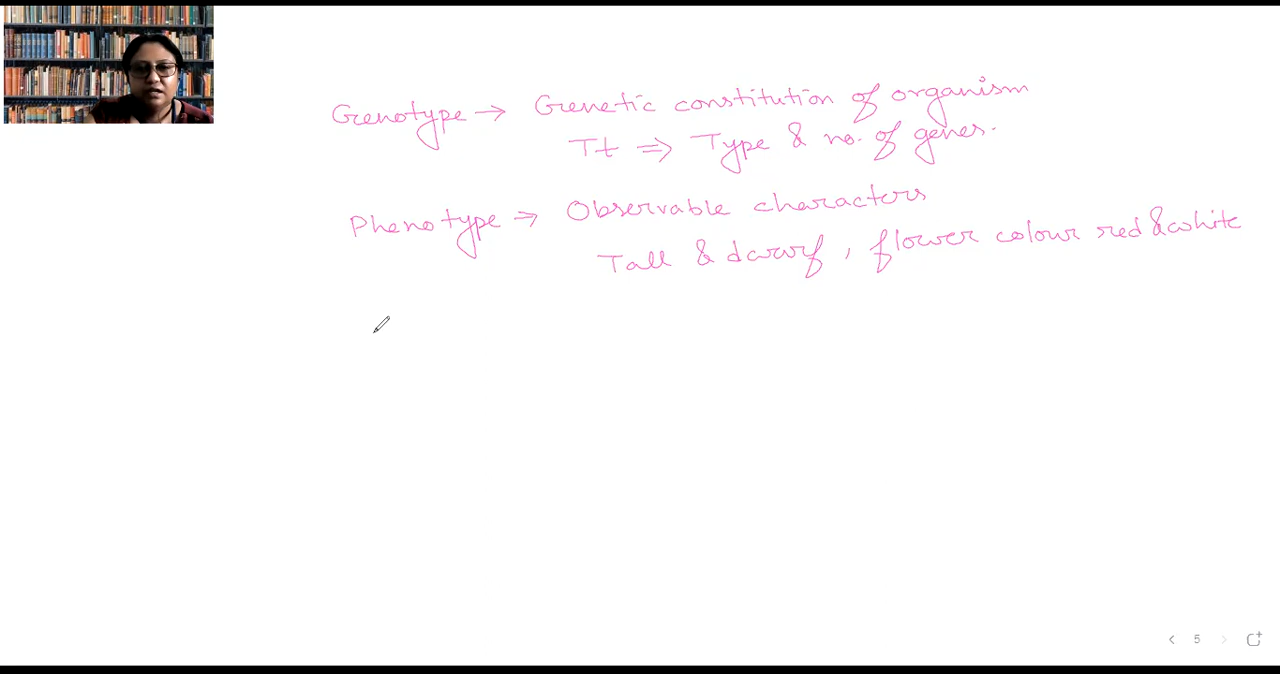 Genotype → Genetic constitution of organism
Tt ⇒ Type & no. of genes.
Phenotype → Observable characters
Tall & dwarf, flower colour red & white
5